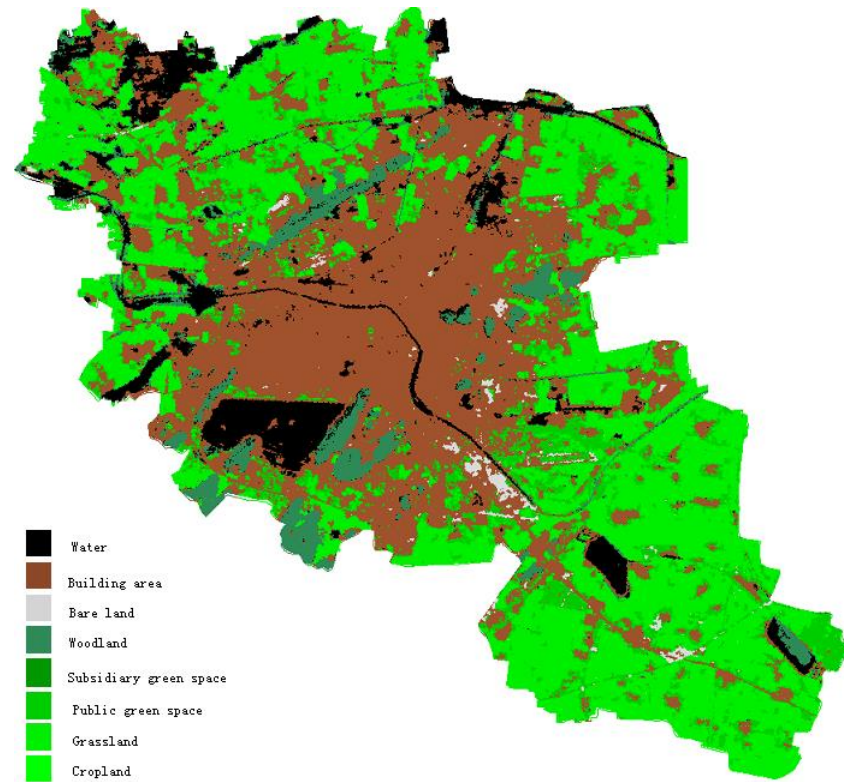 Water
Building area
Bare land
Woodland
Subsidiary green space
Public green space
Grassland
Cropland